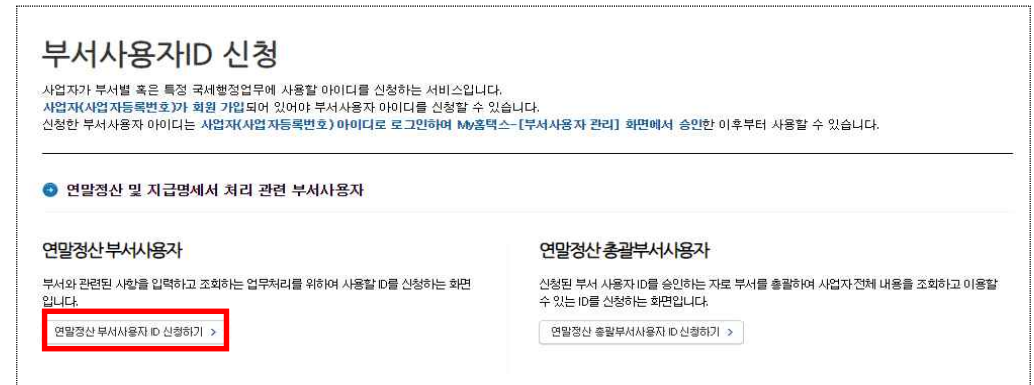 부서사용자ID 신청
사업자가 부서별 혹은 특정 국세행정업무에 사용할 아이디를 신청하는 서비스입니다.
사업자(사업자등록번호)가 회원 가입되어 있어야 부서사용자 아이디를 신청할 수 있습니다.
신청한 부서사용자 아이디는 사업자(사업자등록번호) 아이디로 로그인하여 My홈택스-[부서사용자 관리] 화면에서 승인한 이후부터 사용할 수 있습니다.
연말정산 및 지급명세서 처리 관련 부서사용자
연말정산 부서사용자
부서와 관련된 사항을 입력하고 조회하는 업무처리를 위하여 사용할 ID를 신청하는 화면
입니다.
연말정산 부서사용자 ID 신청하기 >
연말정산 총괄부서사용자
신청된 부서 사용자 ID를 승인하는 자로 부서를 총괄하여 사업자 전체 내용을 조회하고 이용할
수 있는 ID를 신청하는 화면입니다.
연말정산 총괄부서사용자 ID 신청하기 >